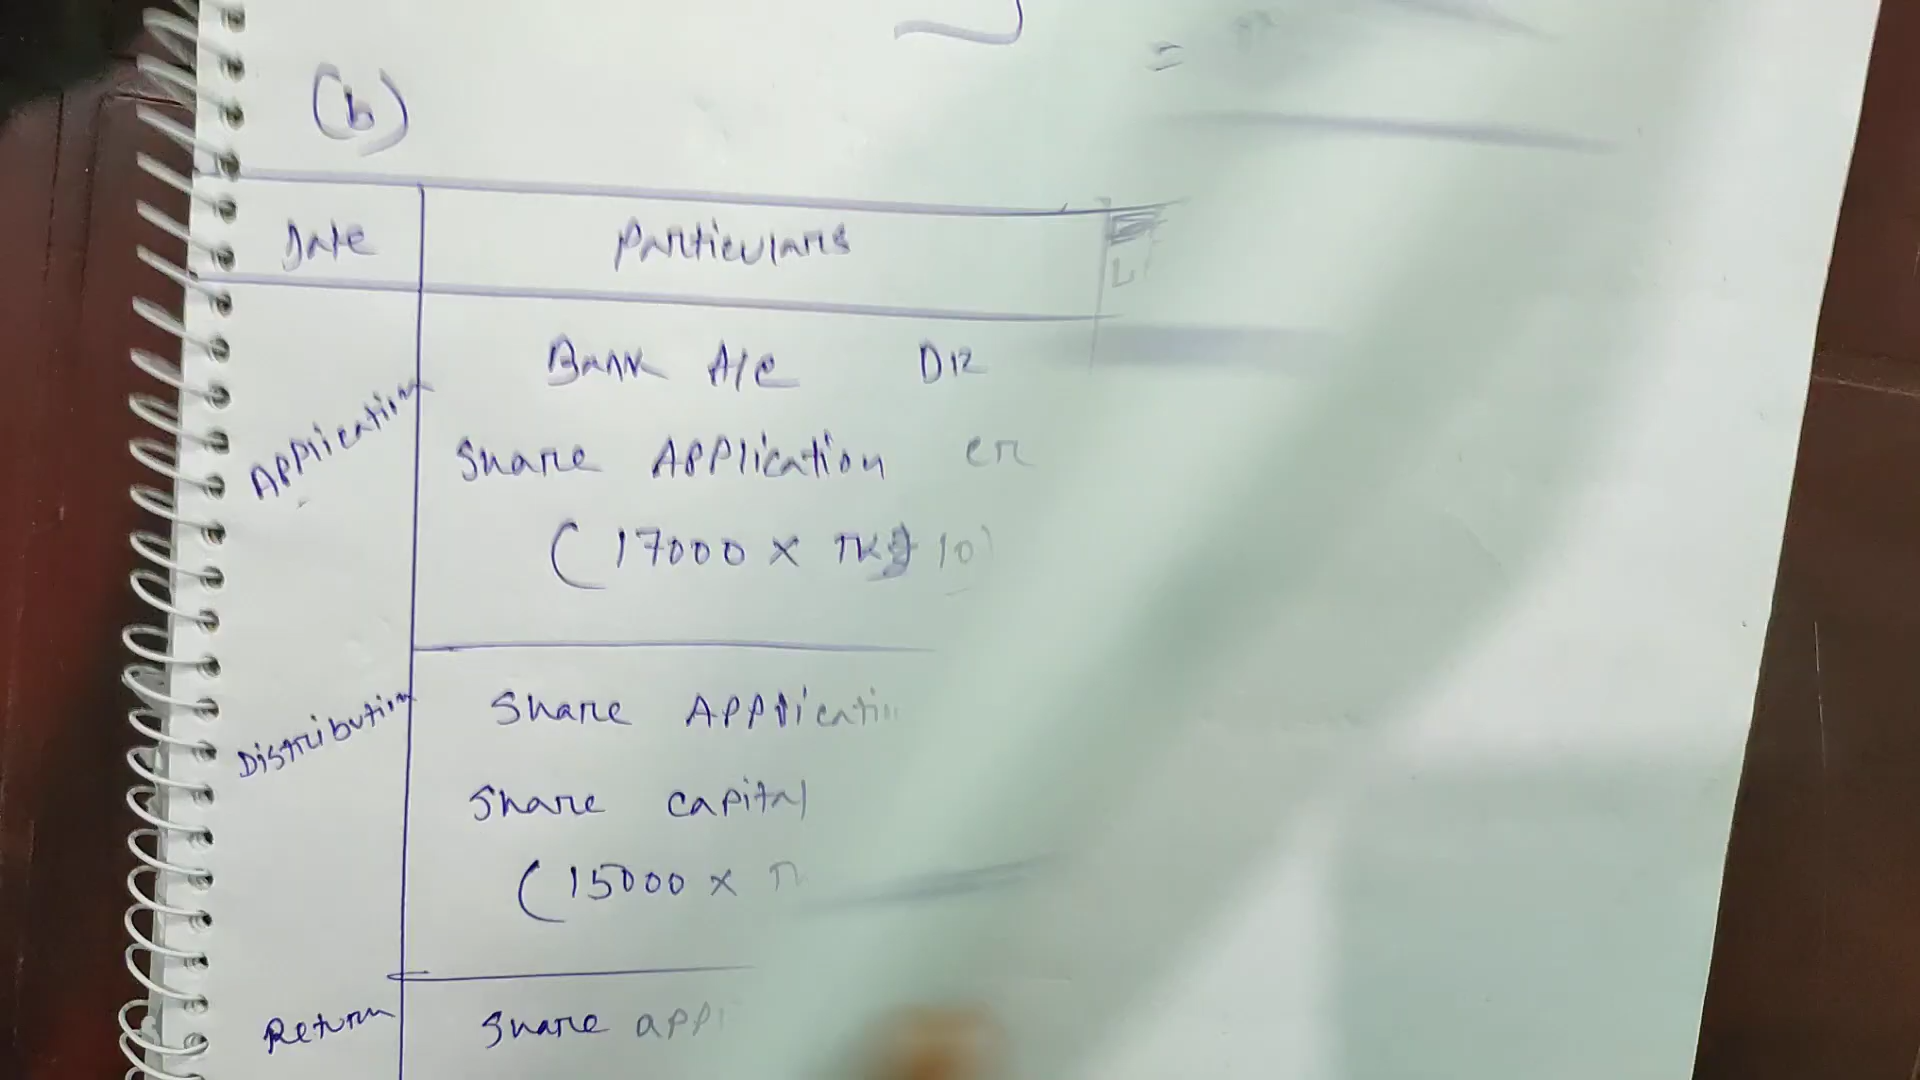 (b)
Date Particulars
Application
Bank A/c Dr
Share Application cr
(17000 × TK 10)
Distribution
Share Application
Share capital
(15000 ×
Return
Share